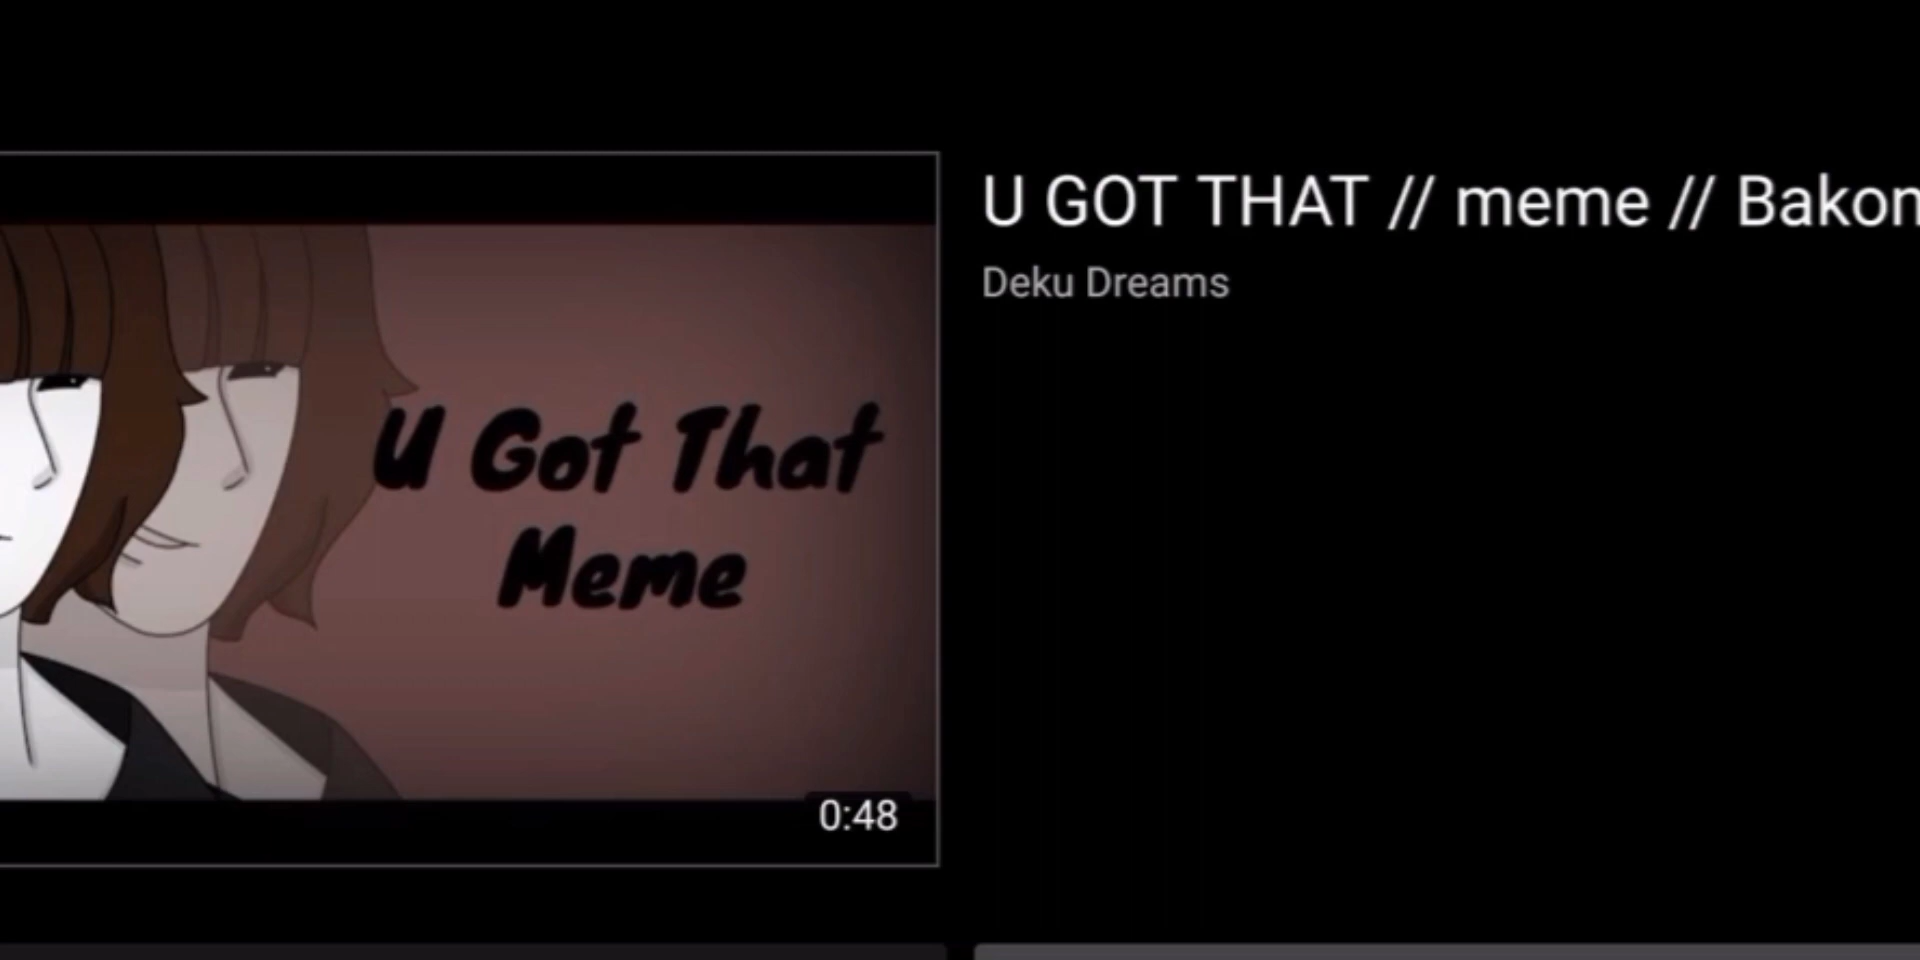 U GOT THAT // meme // Bakon
Deku Dreams
U Got That
Meme
0:48